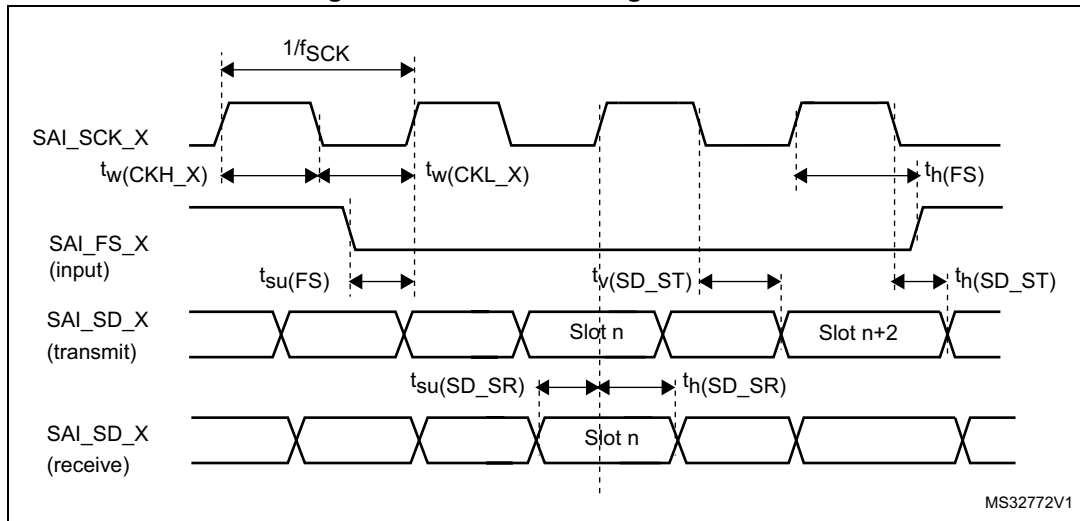 1/fSCK
SAI_SCK_X
tw(CKH_X)
tw(CKL_X)
th(FS)
SAI_FS_X
(input)
tsu(FS)
tv(SD_ST)
th(SD_ST)
SAI_SD_X
(transmit)
Slot n
Slot n+2
tsu(SD_SR)
th(SD_SR)
SAI_SD_X
(receive)
Slot n
MS32772V1